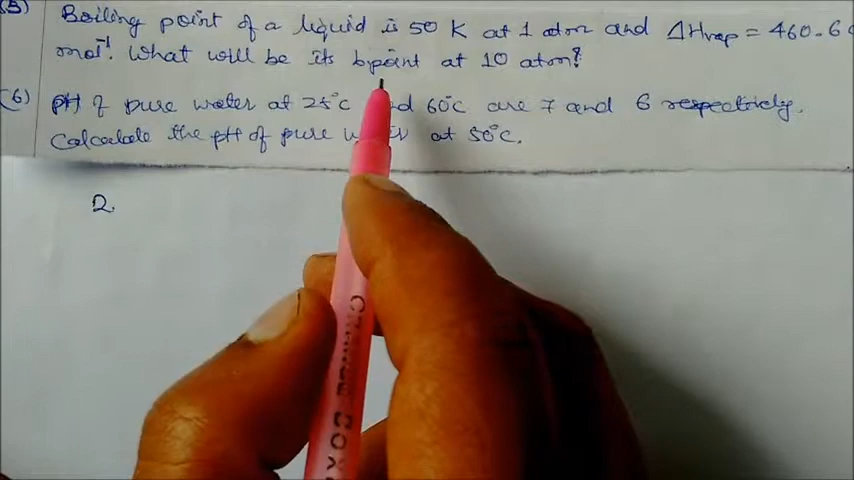 (5) Boiling point of a liquid is 50 K at 1 atm and ΔHvap = 460.6
mol⁻¹. What will be its b.point at 10 atm?
(6) pH of pure water at 25°C and 60°C are 7 and 6 respectively.
Calculate the pH of pure water at 50°C.
2.